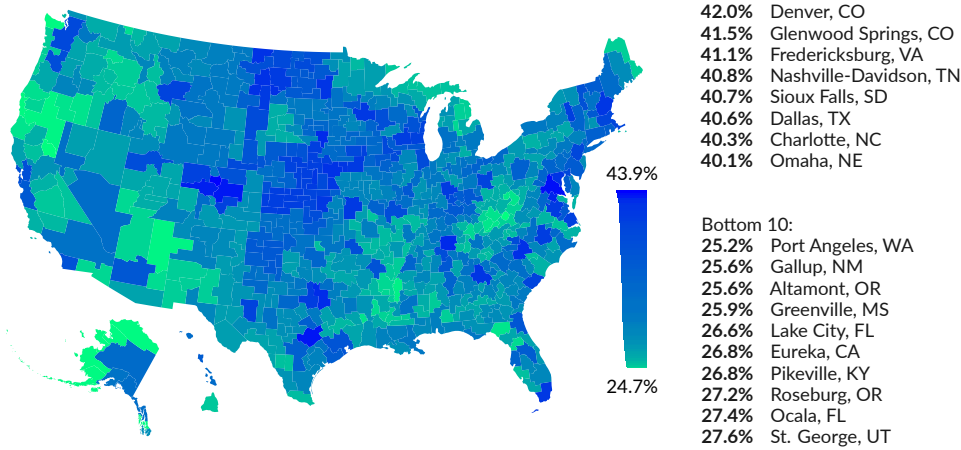 42.0% Denver, CO
41.5% Glenwood Springs, CO
41.1% Fredericksburg, VA
40.8% Nashville-Davidson, TN
40.7% Sioux Falls, SD
40.6% Dallas, TX
40.3% Charlotte, NC
40.1% Omaha, NE
43.9%
24.7%
Bottom 10:
25.2% Port Angeles, WA
25.6% Gallup, NM
25.6% Altamont, OR
25.9% Greenville, MS
26.6% Lake City, FL
26.8% Eureka, CA
26.8% Pikeville, KY
27.2% Roseburg, OR
27.4% Ocala, FL
27.6% St. George, UT